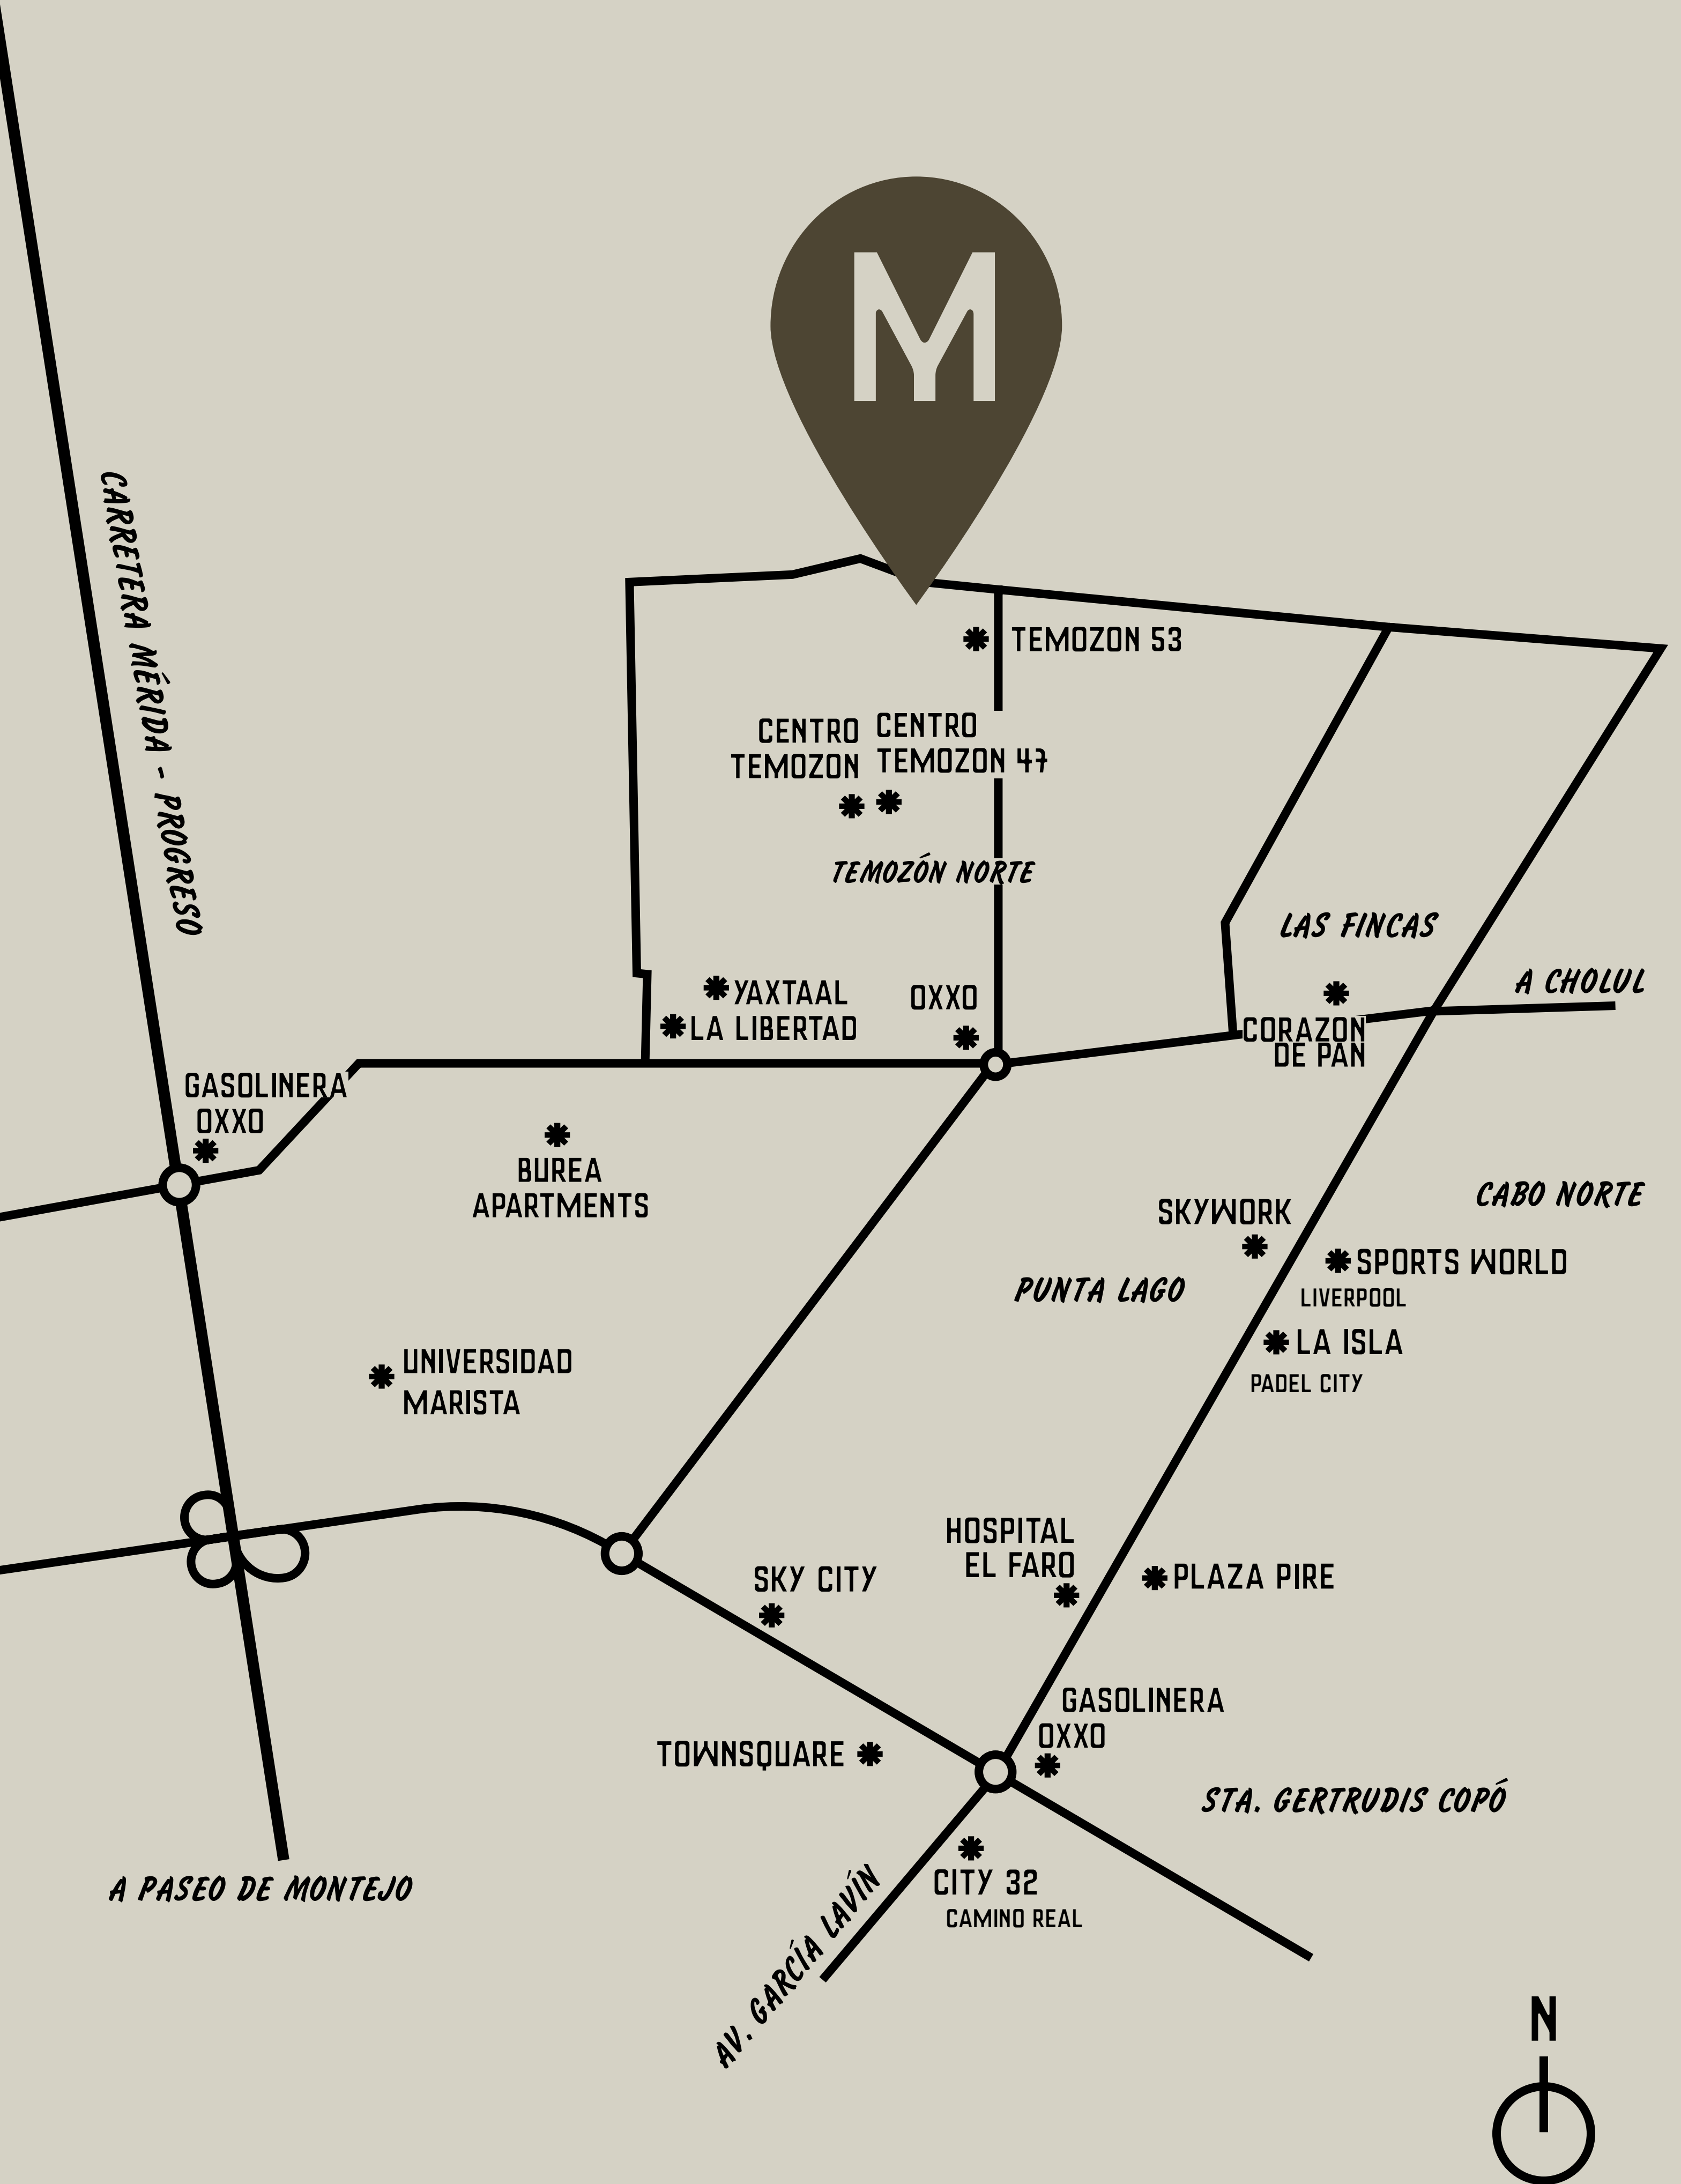 M
CARRETERA MÉRIDA - PROGRESO
TEMOZON 53
CENTRO
TEMOZON
CENTRO
TEMOZON 47
TEMOZÓN NORTE
LAS FINCAS
A CHOLUL
YAXTAAL
LA LIBERTAD
OXXO
CORAZON
DE PAN
GASOLINERA
OXXO
BUREA
APARTMENTS
CABO NORTE
SKYWORK
SPORTS WORLD
LIVERPOOL
PUNTA LAGO
LA ISLA
PADEL CITY
UNIVERSIDAD
MARISTA
HOSPITAL
EL FARO
PLAZA PIRE
SKY CITY
GASOLINERA
OXXO
TOWNSQUARE
STA. GERTRUDIS COPÓ
CITY 32
CAMINO REAL
A PASEO DE MONTEJO
AV. GARCÍA LAVÍN
N